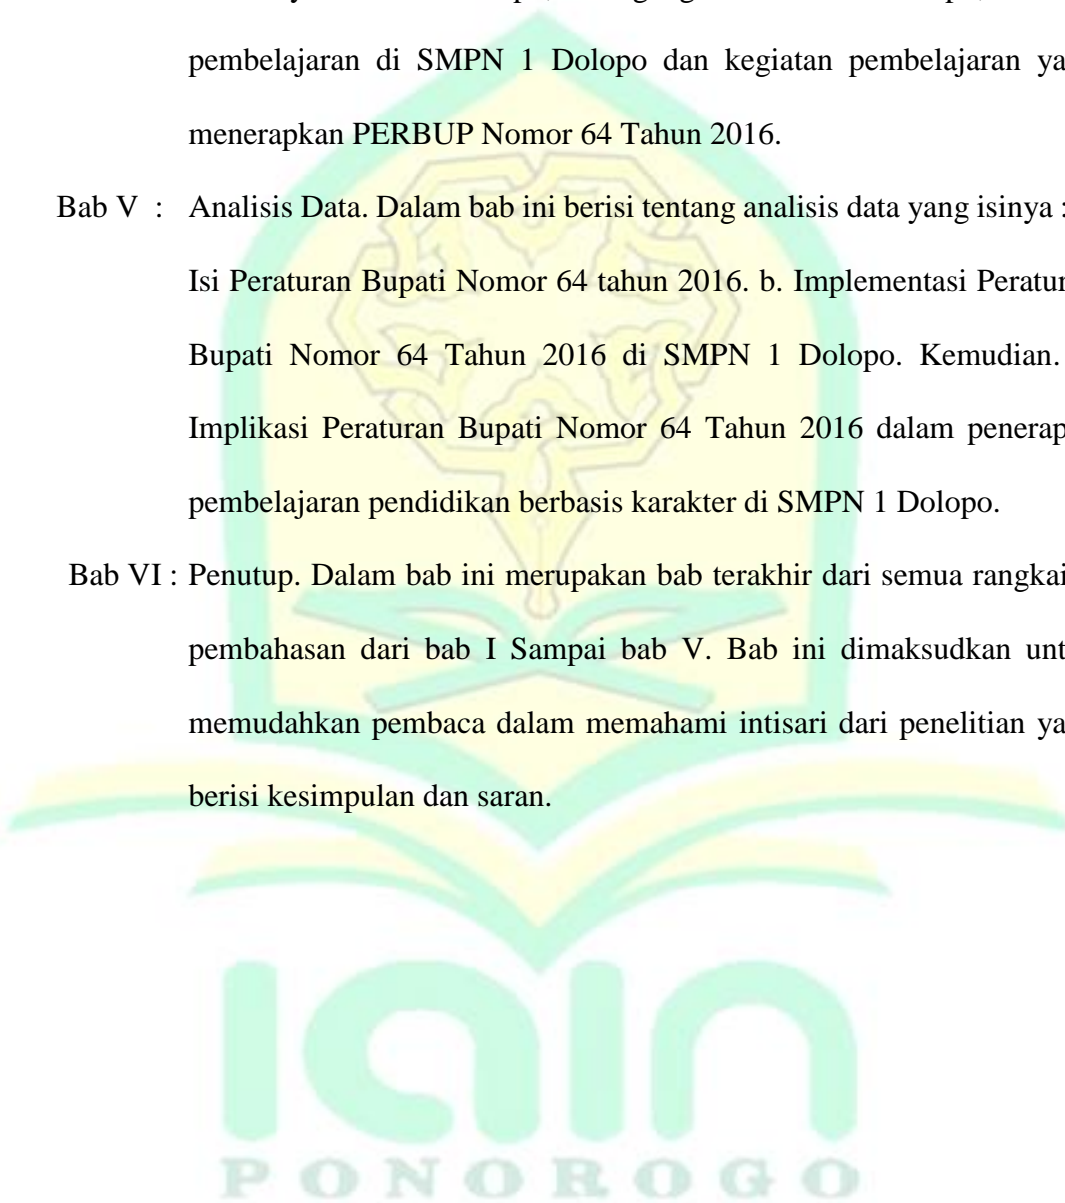 pembelajaran di SMPN 1 Dolopo dan kegiatan pembelajaran ya
menerapkan PERBUP Nomor 64 Tahun 2016.
Bab V : Analisis Data. Dalam bab ini berisi tentang analisis data yang isinya :
Isi Peraturan Bupati Nomor 64 tahun 2016. b. Implementasi Peratur
Bupati Nomor 64 Tahun 2016 di SMPN 1 Dolopo. Kemudian.
Implikasi Peraturan Bupati Nomor 64 Tahun 2016 dalam penerap
pembelajaran pendidikan berbasis karakter di SMPN 1 Dolopo.
Bab VI : Penutup. Dalam bab ini merupakan bab terakhir dari semua rangkai
pembahasan dari bab I Sampai bab V. Bab ini dimaksudkan unt
memudahkan pembaca dalam memahami intisari dari penelitian ya
berisi kesimpulan dan saran.
iain
PONOROGO